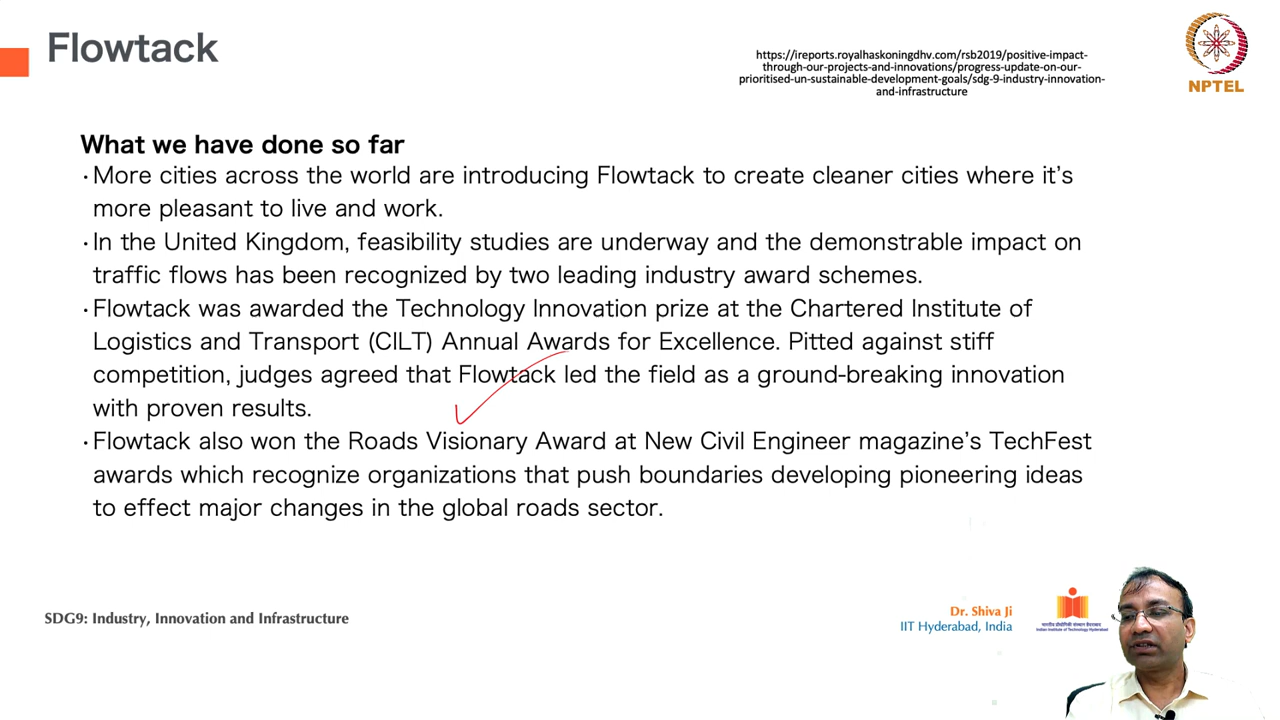 Flowtack
https://ireports.royalhaskoningdhv.com/rsb2019/positive-impact-
through-our-projects-and-innovations/progress-update-on-our-
prioritised-un-sustainable-development-goals/sdg-9-industry-innovation-
and-infrastructure
NPTEL
What we have done so far
• More cities across the world are introducing Flowtack to create cleaner cities where it's
more pleasant to live and work.
• In the United Kingdom, feasibility studies are underway and the demonstrable impact on
traffic flows has been recognized by two leading industry award schemes.
• Flowtack was awarded the Technology Innovation prize at the Chartered Institute of
Logistics and Transport (CILT) Annual Awards for Excellence. Pitted against stiff
competition, judges agreed that Flowtack led the field as a ground-breaking innovation
with proven results.
• Flowtack also won the Roads Visionary Award at New Civil Engineer magazine's TechFest
awards which recognize organizations that push boundaries developing pioneering ideas
to effect major changes in the global roads sector.
SDG9: Industry, Innovation and Infrastructure
Dr. Shiva Ji
IIT Hyderabad, India
भारतीय प्रौद्योगिकी संस्थान हैदराबाद
Indian Institute of Technology Hyderabad